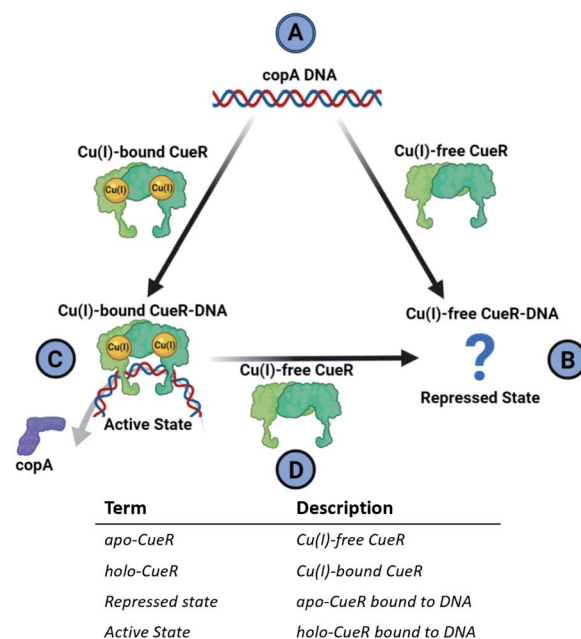 A
copA DNA
Cu(I)-bound CueR
Cu(I)-free CueR
Cu(I)
Cu(I)
Cu(I)-bound CueR-DNA
Cu(I)-free CueR-DNA
Cu(I)
Cu(I)
C
Cu(I)-free CueR
?
B
Repressed State
Active State
copA
D
Term Description
apo-CueR Cu(I)-free CueR
holo-CueR Cu(I)-bound CueR
Repressed state apo-CueR bound to DNA
Active State holo-CueR bound to DNA